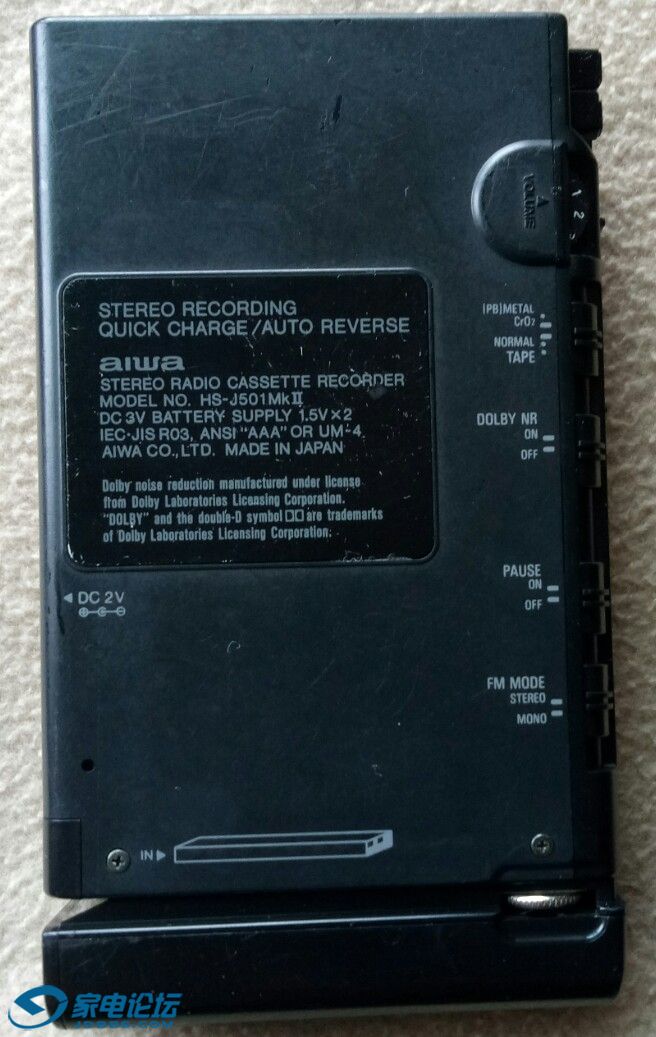 VOLUME
1
2
(PB)METAL
CrO2
NORMAL
TAPE
STEREO RECORDING
QUICK CHARGE/AUTO REVERSE
aiwa
STEREO RADIO CASSETTE RECORDER
MODEL NO. HS-J501MkII
DC 3V BATTERY SUPPLY 1.5V×2
IEC·JIS R03, ANSI "AAA" OR UM-4
AIWA CO.,LTD. MADE IN JAPAN
Dolby noise reduction manufactured under license
from Dolby Laboratories Licensing Corporation.
"DOLBY" and the double-D symbol are trademarks
of Dolby Laboratories Licensing Corporation.
DOLBY NR
ON
OFF
◀ DC 2V
PAUSE
ON
OFF
FM MODE
STEREO
MONO
IN ▶
家电论坛
JD-BBS.COM